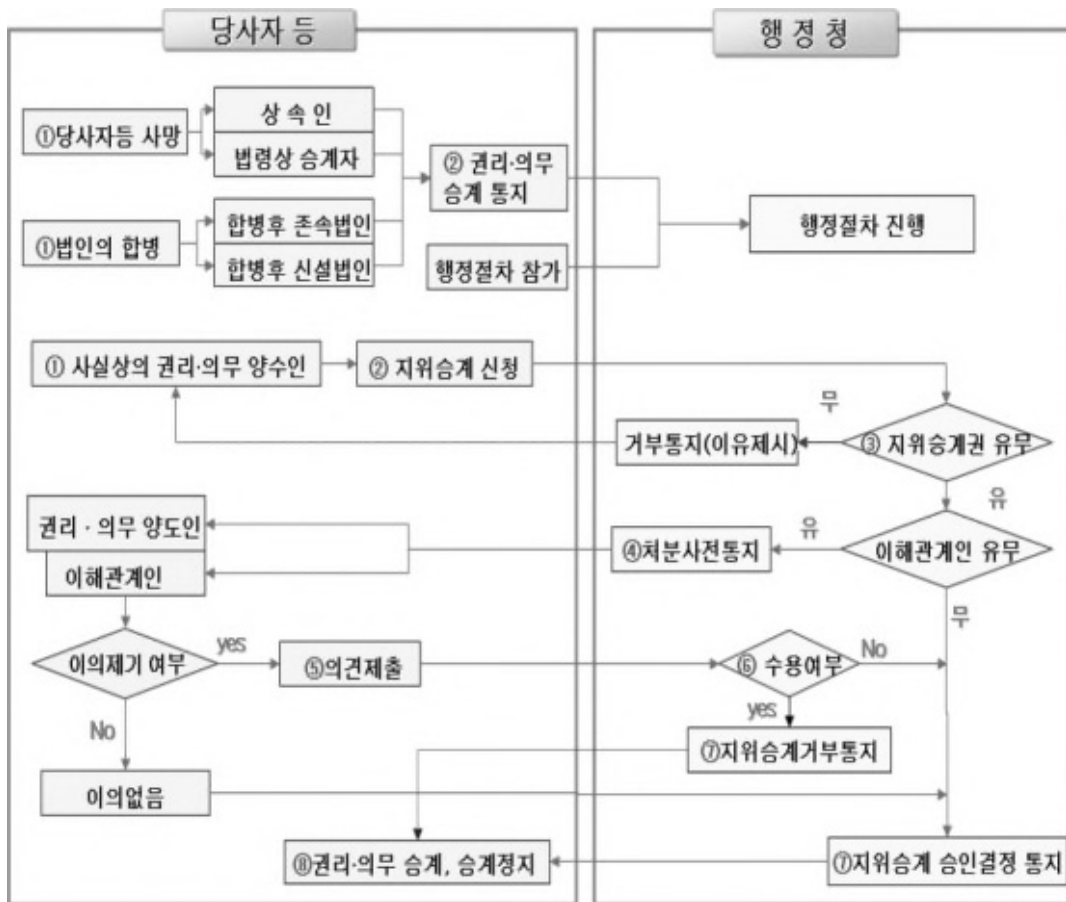 당사자 등
행 정 청
①당사자등 사망
상 속 인
법령상 승계자
② 권리·의무
승계 통지
①법인의 합병
합병후 존속법인
합병후 신설법인
행정절차 참가
행정절차 진행
① 사실상의 권리·의무 양수인
② 지위승계 신청
무
거부통지(이유제시)
③ 지위승계권 유무
유
권리 · 의무 양도인
이해관계인
유
④처분사전통지
이해관계인 유무
무
이의제기 여부
yes
⑤의견제출
⑥ 수용여부
No
yes
No
⑦지위승계거부통지
이의없음
⑧권리·의무 승계, 승계정지
⑦지위승계 승인결정 통지